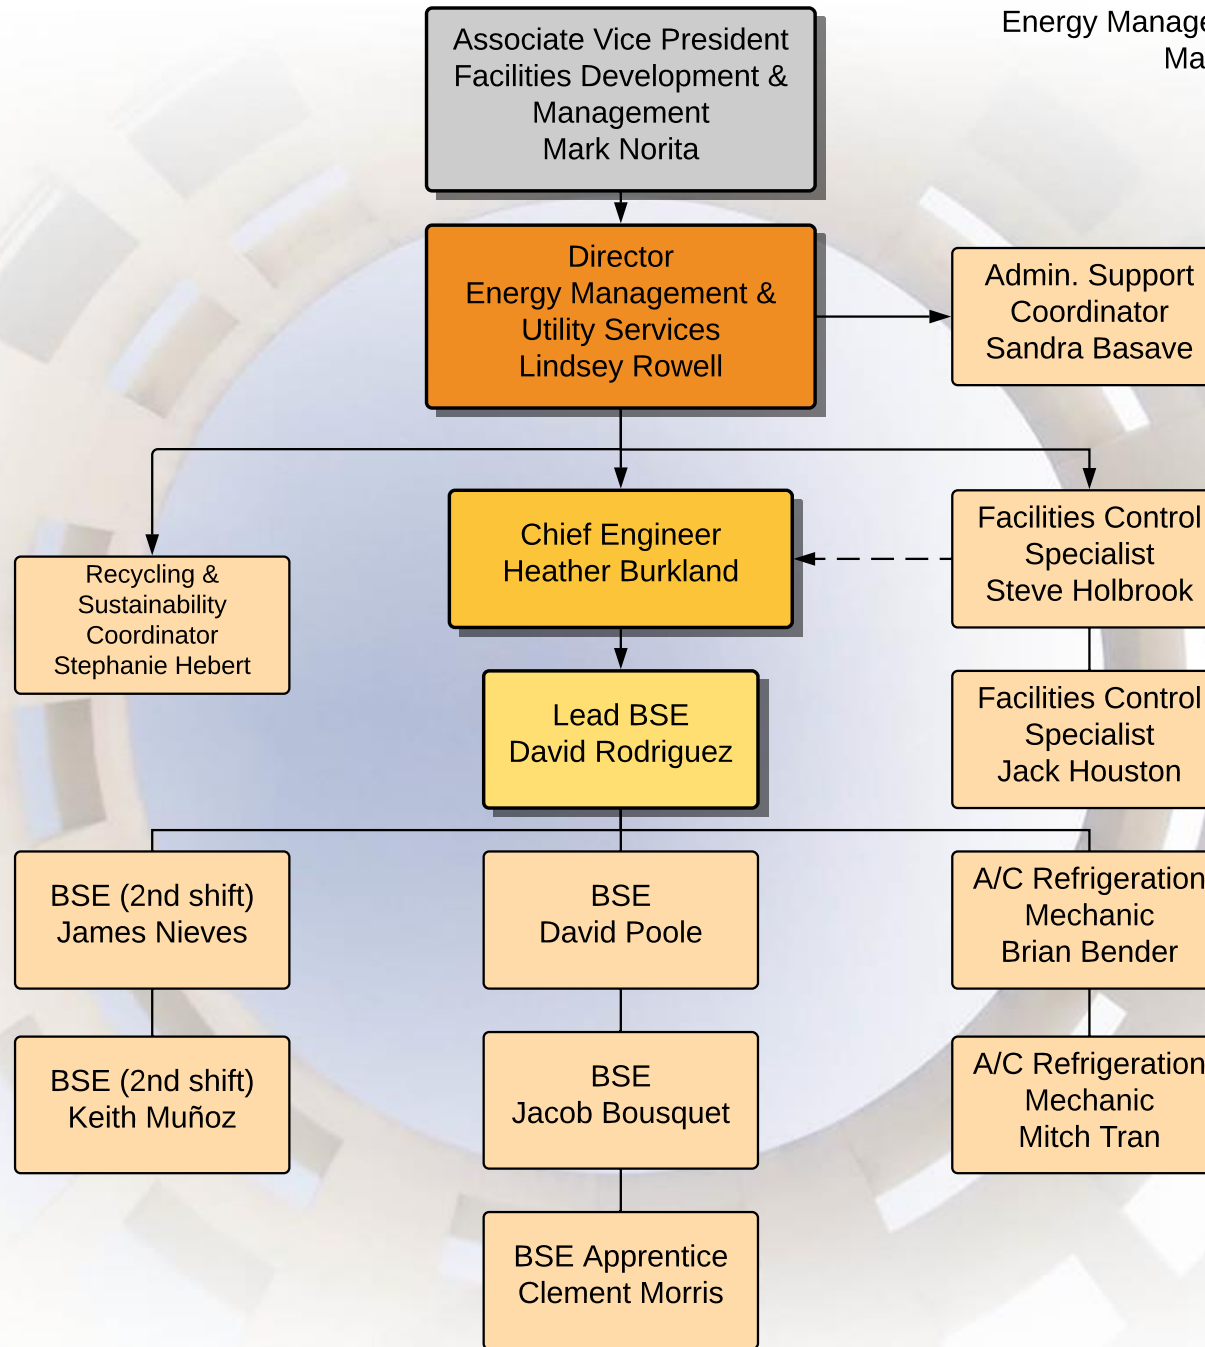 Energy Manage
Ma
Associate Vice President
Facilities Development &
Management
Mark Norita
Director
Energy Management &
Utility Services
Lindsey Rowell
Admin. Support
Coordinator
Sandra Basave
Chief Engineer
Heather Burkland
Facilities Control
Specialist
Steve Holbrook
Recycling &
Sustainability
Coordinator
Stephanie Hebert
Lead BSE
David Rodriguez
Facilities Control
Specialist
Jack Houston
BSE (2nd shift)
James Nieves
BSE
David Poole
A/C Refrigeration
Mechanic
Brian Bender
BSE (2nd shift)
Keith Muñoz
BSE
Jacob Bousquet
A/C Refrigeration
Mechanic
Mitch Tran
BSE Apprentice
Clement Morris